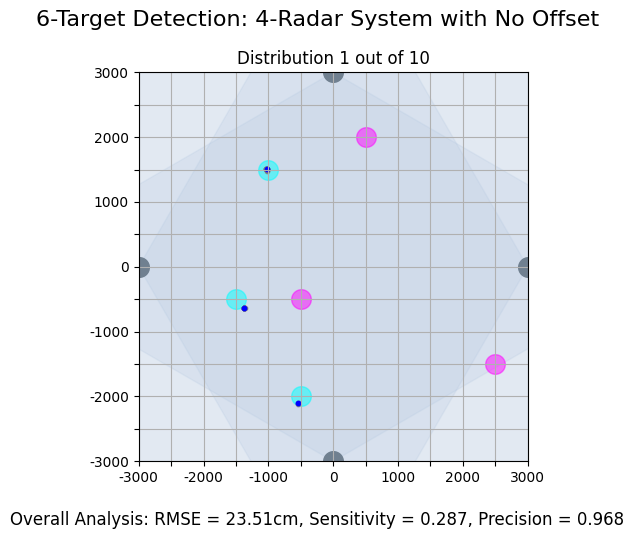 6-Target Detection: 4-Radar System with No Offset
Distribution 1 out of 10
3000
2000
1000
0
-1000
-2000
-3000
-3000 -2000 -1000 0 1000 2000 3000
Overall Analysis: RMSE = 23.51cm, Sensitivity = 0.287, Precision = 0.968